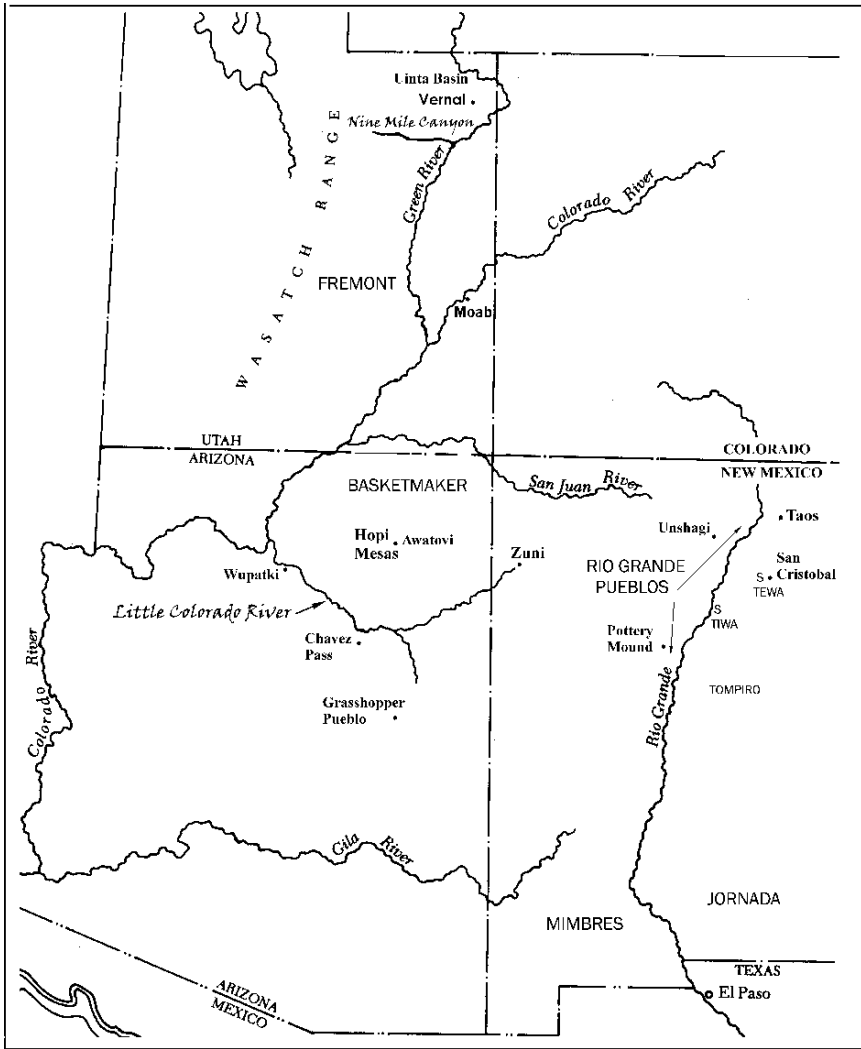 Uinta Basin
Vernal
Nine Mile Canyon
WASATCH RANGE
Green River
Colorado River
FREMONT
Moab
UTAH
ARIZONA
COLORADO
NEW MEXICO
BASKETMAKER
San Juan River
Hopi
Mesas
Awatovi
Zuni
Unshagi
Taos
Wupatki
RIO GRANDE
PUEBLOS
San
Cristobal
S
TEWA
Little Colorado River
S
TIWA
Chavez
Pass
Pottery
Mound
Colorado River
Grasshopper
Pueblo
Rio Grande
TOMPIRO
Gila River
MIMBRES
JORNADA
TEXAS
El Paso
ARIZONA
MEXICO